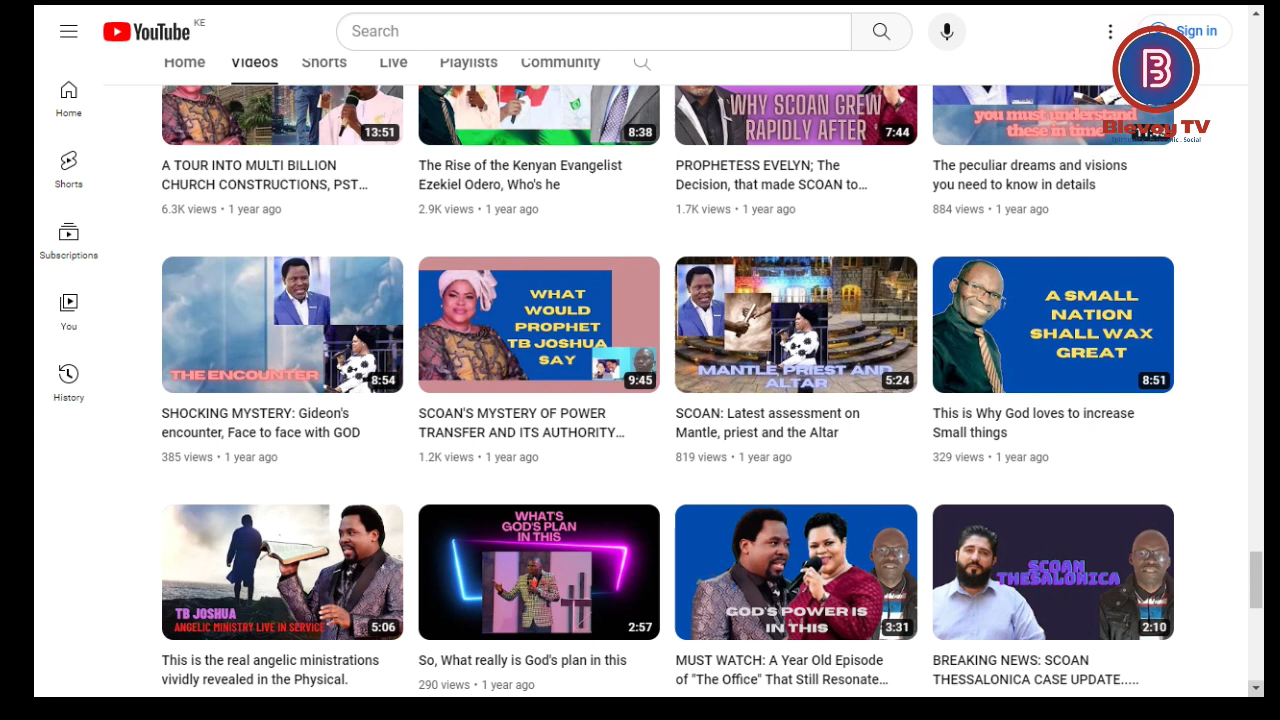 YouTube KE
Search
Sign in
Home Videos Shorts Live Playlists Community
Home
Shorts
Subscriptions
You
History
B
Blevoy TV
13:51
8:38
WHY SCOAN GREW
RAPIDLY AFTER
7:44
you must understand
these in time
A TOUR INTO MULTI BILLION
CHURCH CONSTRUCTIONS, PST...
6.3K views • 1 year ago
The Rise of the Kenyan Evangelist
Ezekiel Odero, Who's he
2.9K views • 1 year ago
PROPHETESS EVELYN; The
Decision, that made SCOAN to...
1.7K views • 1 year ago
The peculiar dreams and visions
you need to know in details
884 views • 1 year ago
THE ENCOUNTER
8:54
WHAT
WOULD
PROPHET
TB JOSHUA
SAY
9:45
MANTLE, PRIEST AND
ALTAR
5:24
A SMALL
NATION
SHALL WAX
GREAT
8:51
SHOCKING MYSTERY: Gideon's
encounter, Face to face with GOD
385 views • 1 year ago
SCOAN'S MYSTERY OF POWER
TRANSFER AND ITS AUTHORITY...
1.2K views • 1 year ago
SCOAN: Latest assessment on
Mantle, priest and the Altar
819 views • 1 year ago
This is Why God loves to increase
Small things
329 views • 1 year ago
TB JOSHUA
ANGELIC MINISTRY LIVE IN SERVICE
5:06
WHAT'S
GOD'S PLAN
IN THIS
2:57
GOD'S POWER IS
IN THIS
3:31
SCOAN
THESALONICA
2:10
This is the real angelic ministrations
vividly revealed in the Physical.
So, What really is God's plan in this
290 views • 1 year ago
MUST WATCH: A Year Old Episode
of "The Office" That Still Resonate...
BREAKING NEWS: SCOAN
THESSALONICA CASE UPDATE.....